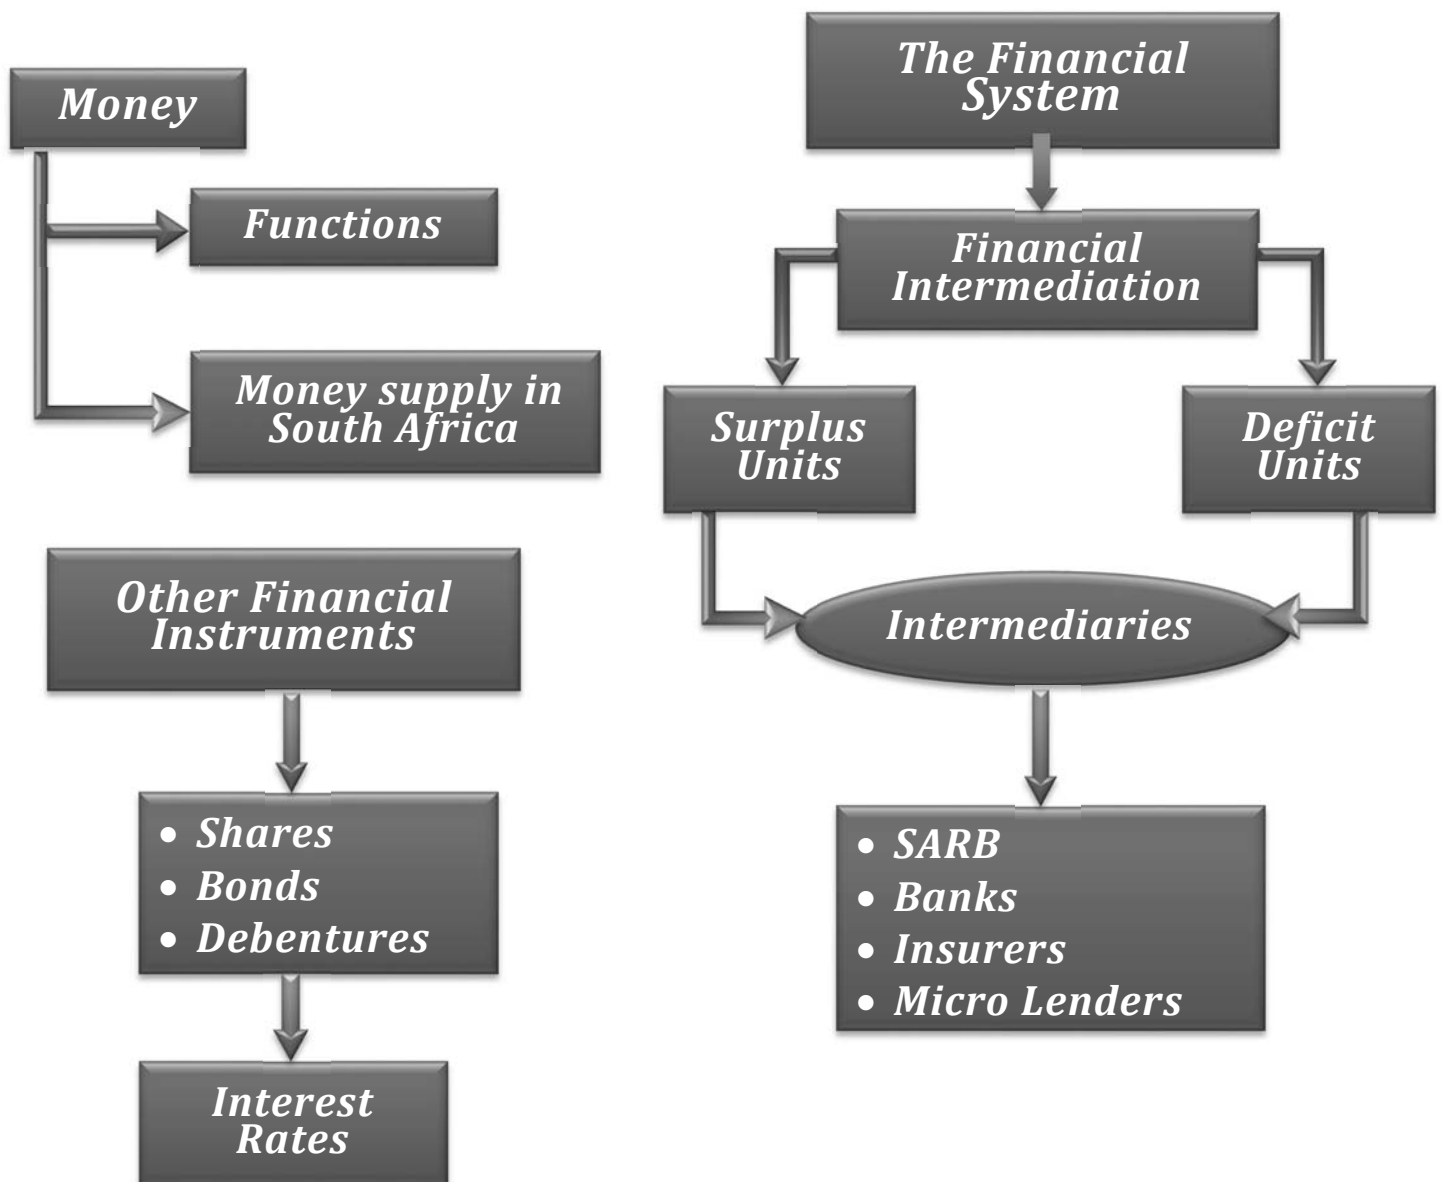 Money
Functions
Money supply in
South Africa
Other Financial
Instruments
• Shares
• Bonds
• Debentures
Interest
Rates
The Financial
System
Financial
Intermediation
Surplus
Units
Deficit
Units
Intermediaries
• SARB
• Banks
• Insurers
• Micro Lenders